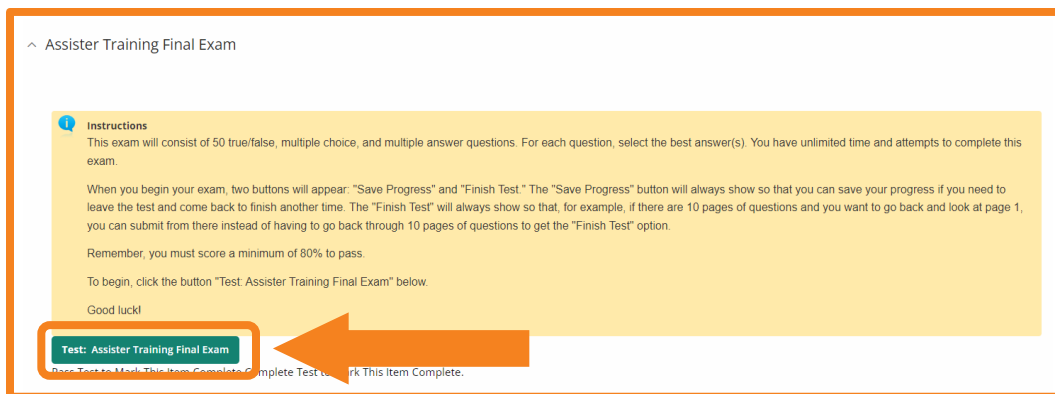 Assister Training Final Exam
Instructions
This exam will consist of 50 true/false, multiple choice, and multiple answer questions. For each question, select the best answer(s). You have unlimited time and attempts to complete this
exam.
When you begin your exam, two buttons will appear: "Save Progress" and "Finish Test." The "Save Progress" button will always show so that you can save your progress if you need to
leave the test and come back to finish another time. The "Finish Test" will always show so that, for example, if there are 10 pages of questions and you want to go back and look at page 1,
you can submit from there instead of having to go back through 10 pages of questions to get the "Finish Test" option.
Remember, you must score a minimum of 80% to pass.
To begin, click the button "Test: Assister Training Final Exam" below.
Good luck!
Test: Assister Training Final Exam
Pass Test to Mark This Item Complete Complete Test to Mark This Item Complete.